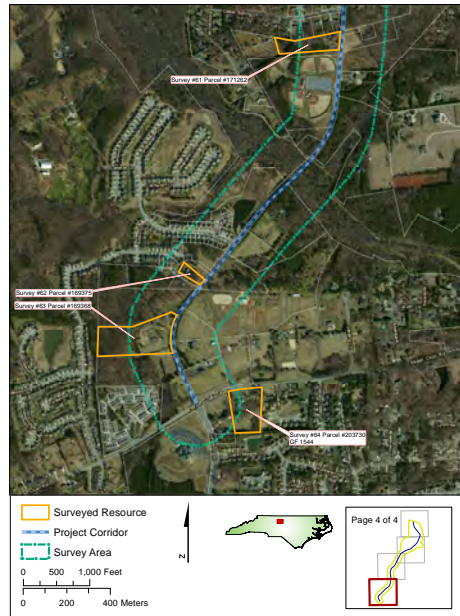 Survey #61 Parcel #171262
Survey #62 Parcel #169375
Survey #63 Parcel #169368
Survey #64 Parcel #203730
GF 1544
Surveyed Resource
Project Corridor
Survey Area
0 500 1,000 Feet
0 200 400 Meters
N
Page 4 of 4